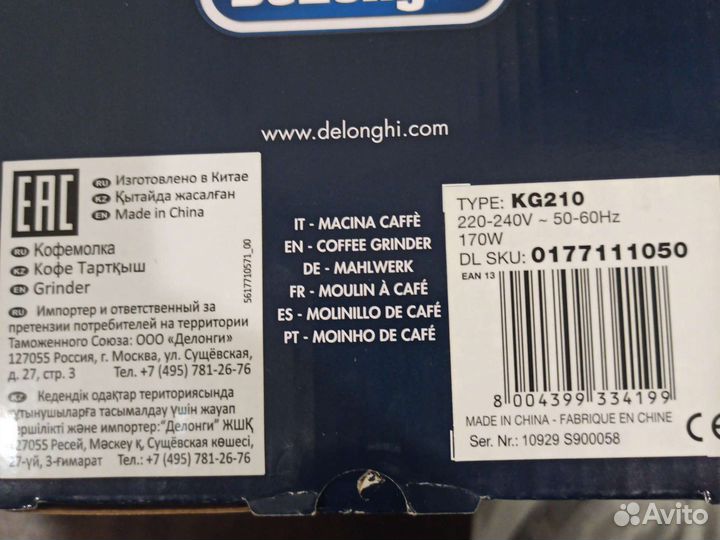 DeLonghi
www.delonghi.com
EAC
RU Изготовлено в Китае
KZ Қытайда жасалған
EN Made in China
RU Кофемолка
KZ Кофе Тартқыш
EN Grinder
5617710571_00
RU Импортер и ответственный за
претензии потребителей на территории
Таможенного Союза: ООО «Делонги»
127055 Россия, г. Москва, ул. Сущёвская,
д. 27, стр. 3 Тел. +7 (495) 781-26-76
KZ Кедендік одақтар териториясында
тұтынушыларға тасымалдау үшін жауап
першілікті және импортер:"Делонги" ЖШҚ
127055 Ресей, Мәскеу қ, Сущёвская көшесі,
27-үй, 3-ғимарат Тел.: +7 (495) 781-26-76
IT - MACINA CAFFÈ
EN - COFFEE GRINDER
DE - MAHLWERK
FR - MOULIN À CAFÉ
ES - MOLINILLO DE CAFÉ
PT - MOINHO DE CAFÉ
TYPE: KG210
220-240V ~ 50-60Hz
170W
DL SKU: 0177111050
EAN 13
8 004399 334199
MADE IN CHINA - FABRIQUE EN CHINE
Ser. Nr.: 10929 S900058
CE
Avito